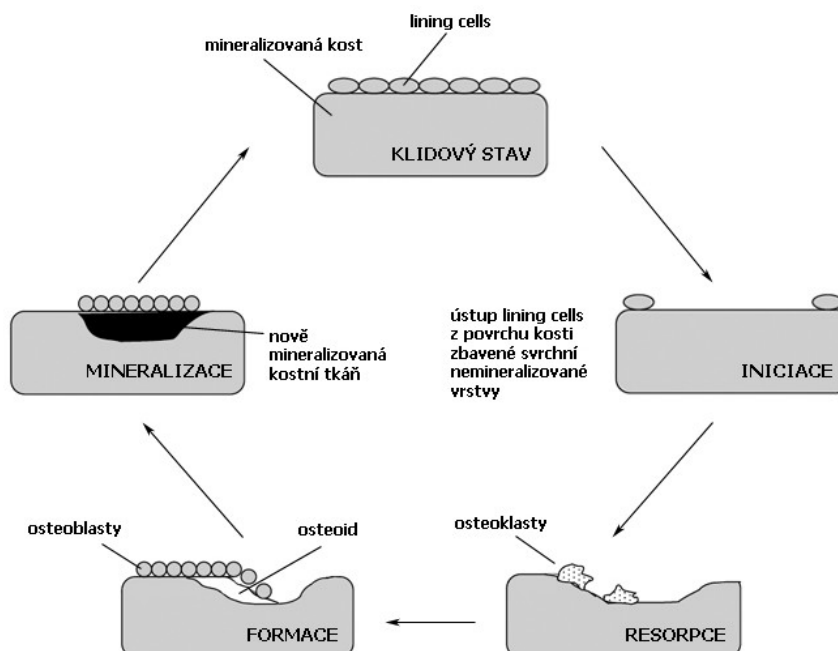 lining cells
mineralizovaná kost
KLIDOVÝ STAV
nově
mineralizovaná
kostní tkáň
MINERALIZACE
ústup lining cells
z povrchu kosti
zbavené svrchní
nemineralizované
vrstvy
INICIACE
osteoblasty
osteoid
FORMACE
osteoklasty
RESORPCE